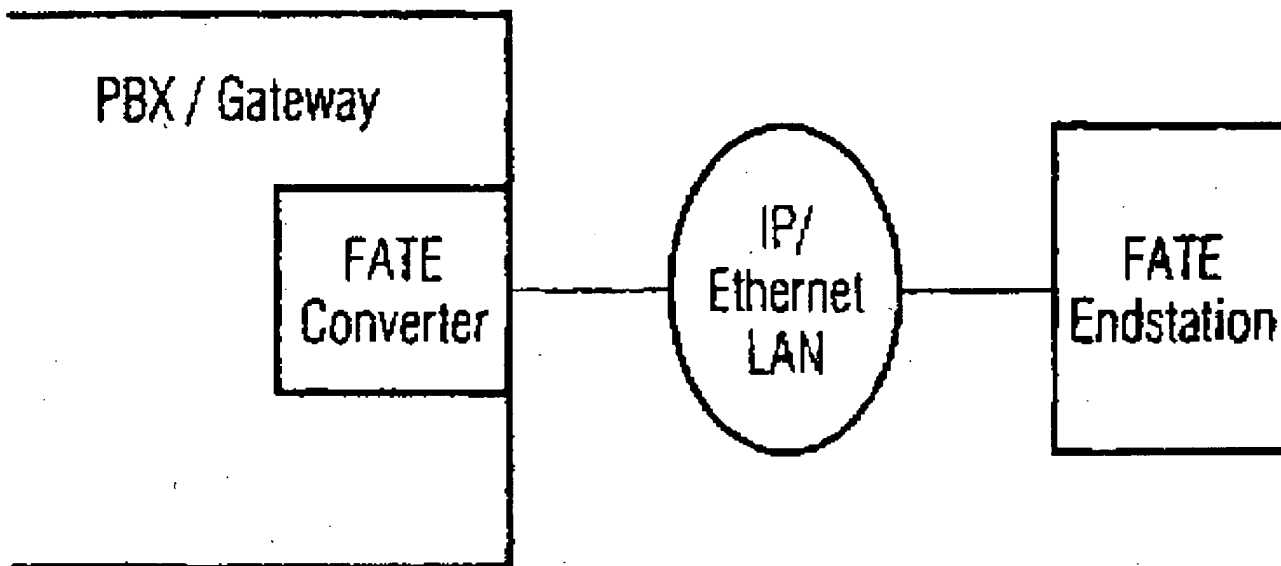 PBX / Gateway
FATE
Converter
IP/
Ethernet
LAN
FATE
Endstation